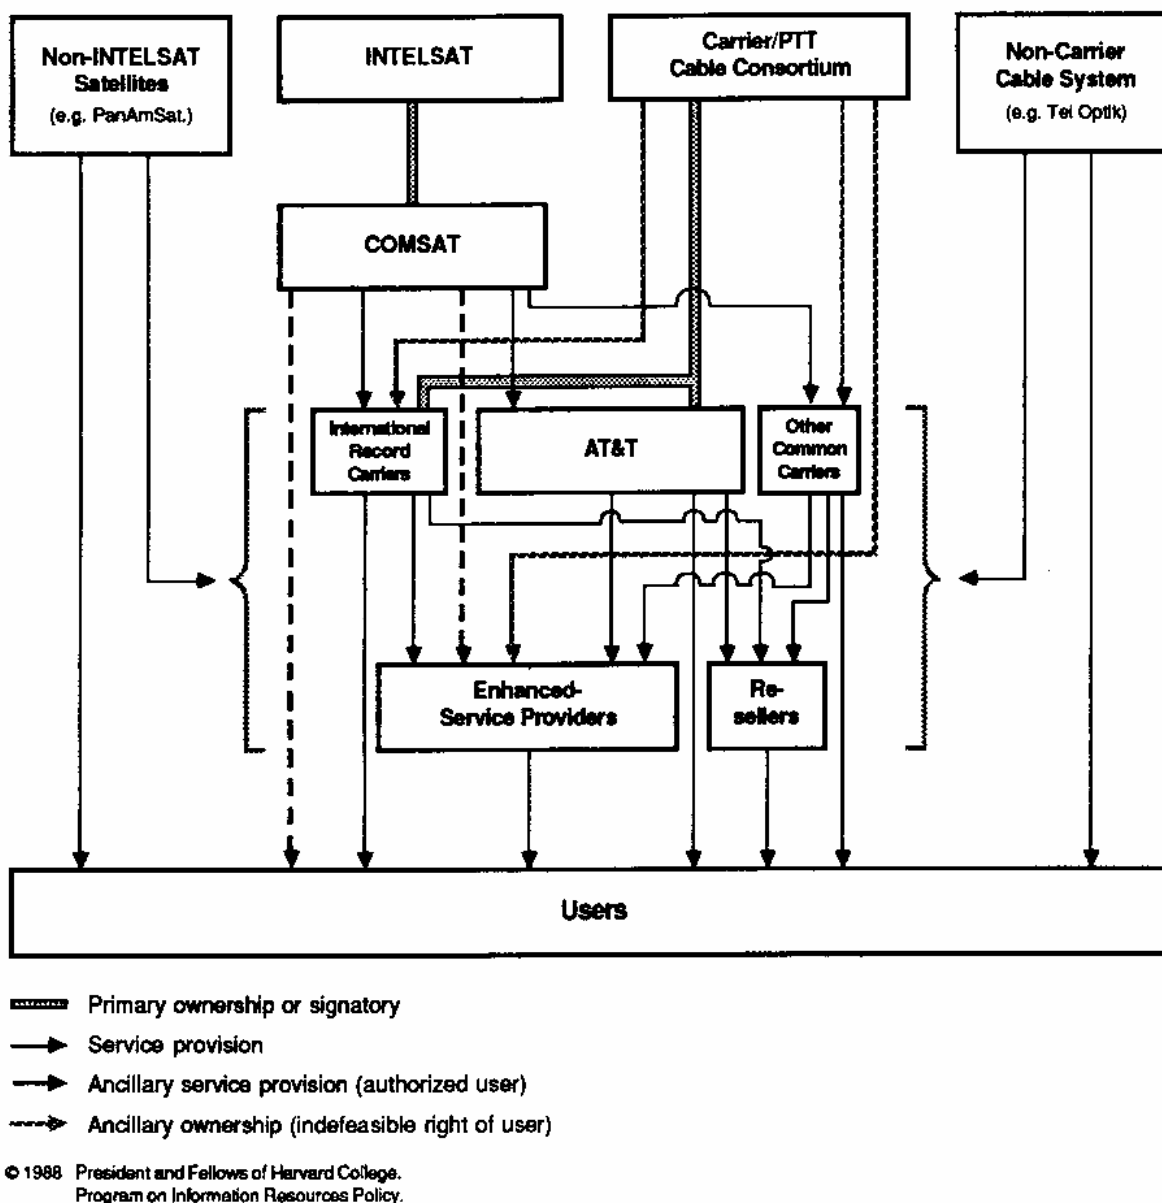 Non-INTELSAT
Satellites
(e.g. PanAmSat.)
INTELSAT
Carrier/PTT
Cable Consortium
Non-Carrier
Cable System
(e.g. Tel Optik)
COMSAT
International
Record
Carriers
AT&T
Other
Common
Carriers
Enhanced-
Service Providers
Re-
sellers
Users
Primary ownership or signatory
Service provision
Ancillary service provision (authorized user)
Ancillary ownership (indefeasible right of user)
© 1988 President and Fellows of Harvard College.
Program on Information Resources Policy.